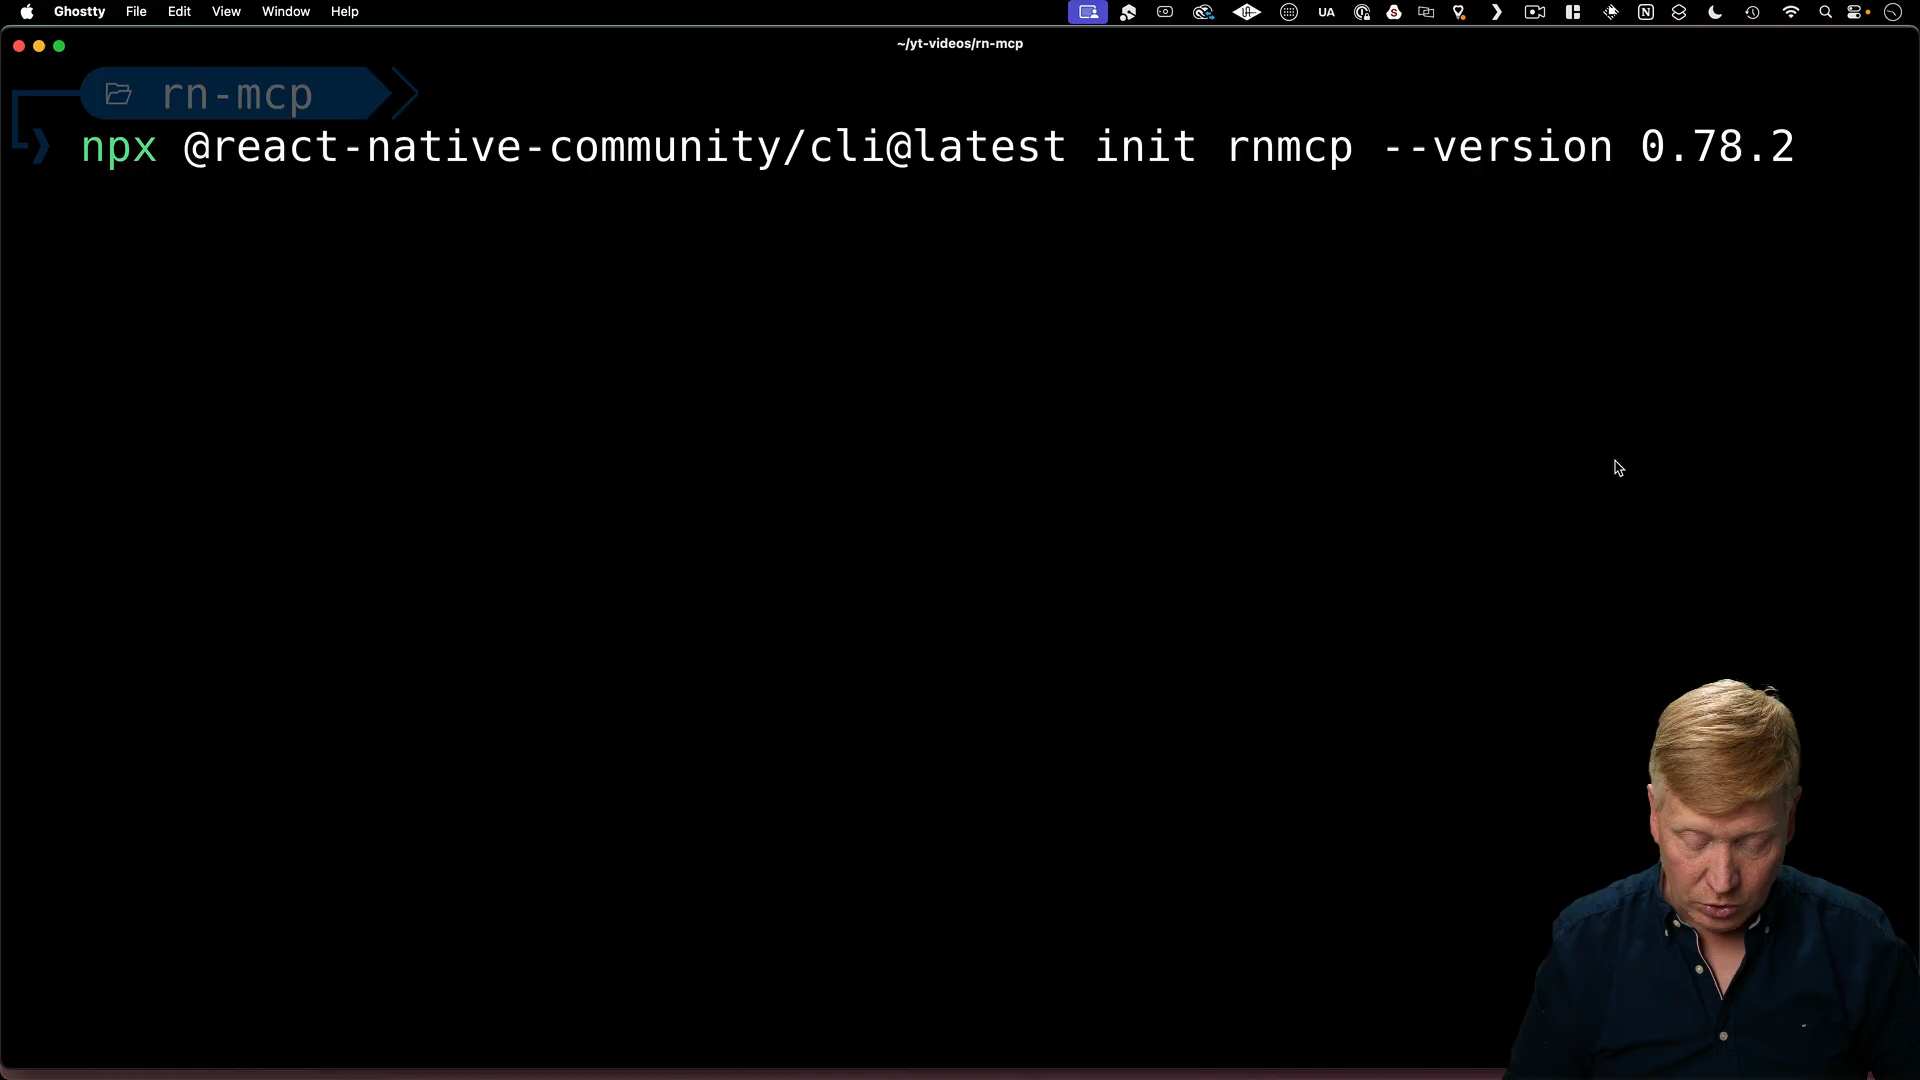 Ghostty File Edit View Window Help UA
~/yt-videos/rn-mcp
rn-mcp
npx @react-native-community/cli@latest init rnmcp --version 0.78.2